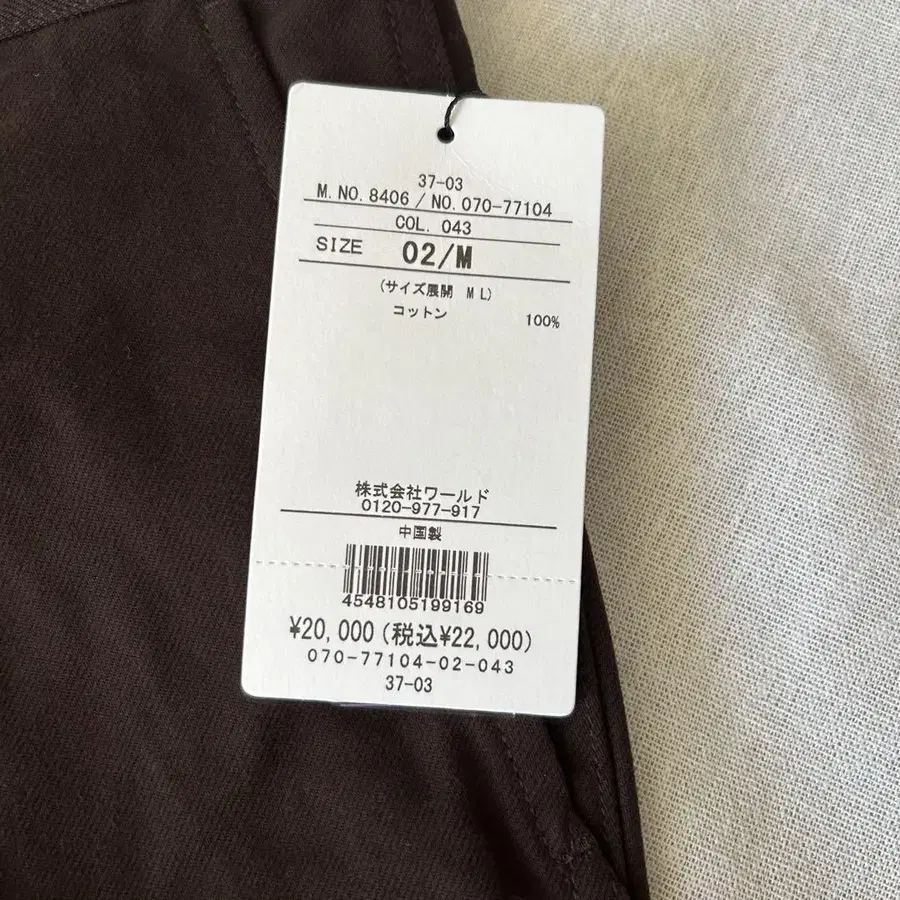 37-03
M.NO.8406 / NO.070-77104
COL. 043
SIZE 02/M
(サイズ展開 M L)
コットン 100%
株式会社ワールド
0120-977-917
中国製
4548105199169
¥20,000(税込¥22,000)
070-77104-02-043
37-03